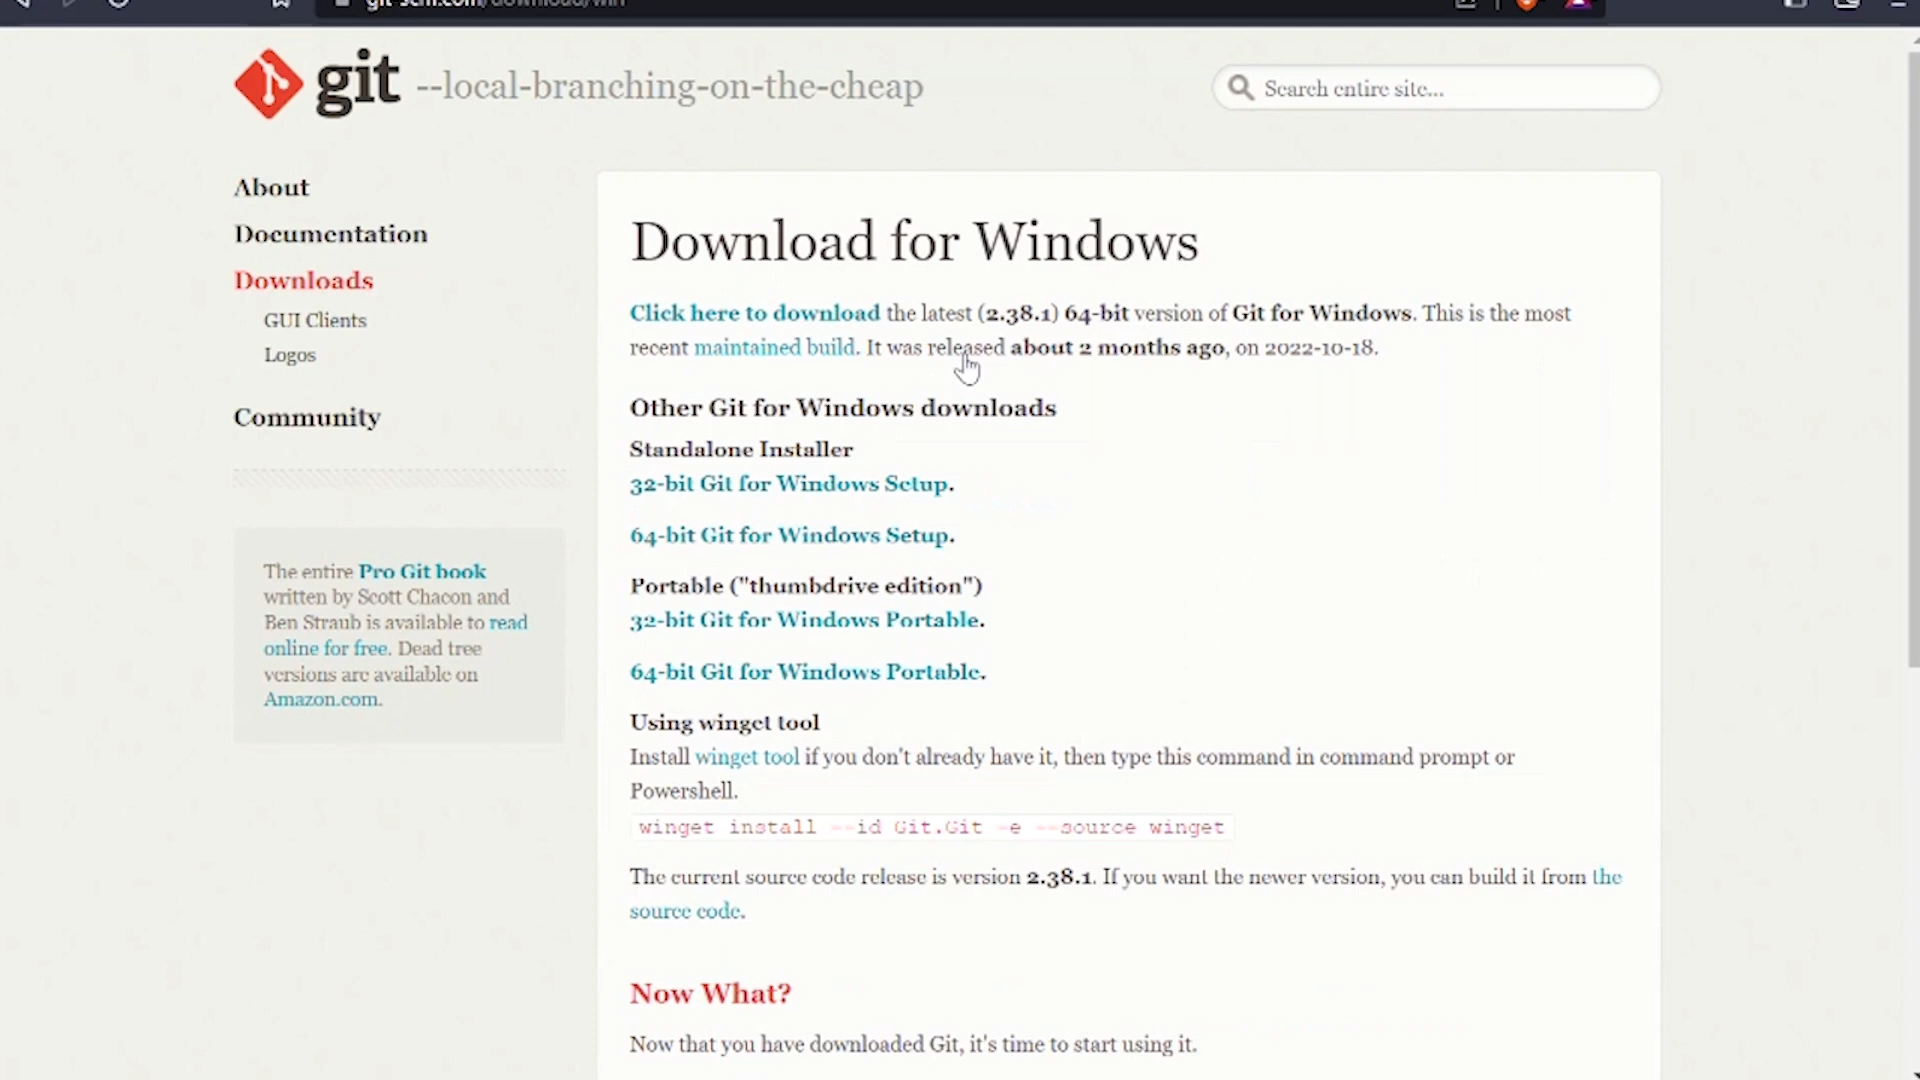 git-scm.com/download/win
git --local-branching-on-the-cheap
Search entire site...
About
Documentation
Downloads
GUI Clients
Logos
Community
The entire Pro Git book
written by Scott Chacon and
Ben Straub is available to read
online for free. Dead tree
versions are available on
Amazon.com.
Download for Windows
Click here to download the latest (2.38.1) 64-bit version of Git for Windows. This is the most
recent maintained build. It was released about 2 months ago, on 2022-10-18.
Other Git for Windows downloads
Standalone Installer
32-bit Git for Windows Setup.
64-bit Git for Windows Setup.
Portable ("thumbdrive edition")
32-bit Git for Windows Portable.
64-bit Git for Windows Portable.
Using winget tool
Install winget tool if you don't already have it, then type this command in command prompt or
Powershell.
winget install --id Git.Git -e --source winget
The current source code release is version 2.38.1. If you want the newer version, you can build it from the
source code.
Now What?
Now that you have downloaded Git, it's time to start using it.